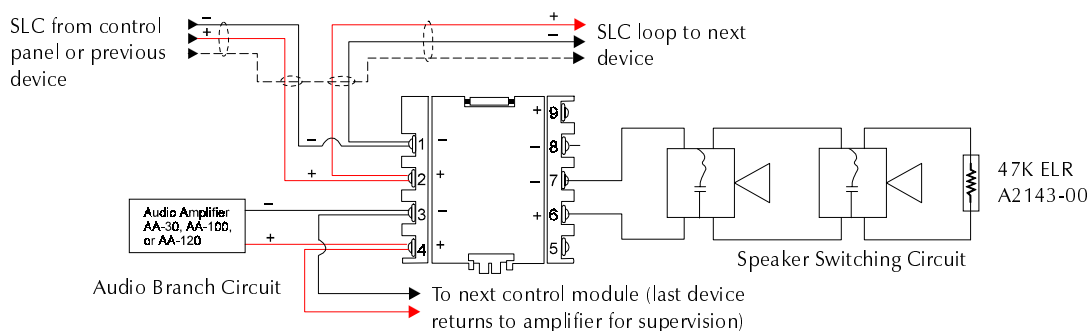 SLC from control
panel or previous
device
−
+
+
−
SLC loop to next
device
−
+
1
2
3
4
−
+
−
+
+
−
−
+
9
8
7
6
5
47K ELR
A2143-00
Audio Amplifier
AA-30, AA-100,
or AA-120
−
+
Audio Branch Circuit
Speaker Switching Circuit
To next control module (last device
returns to amplifier for supervision)